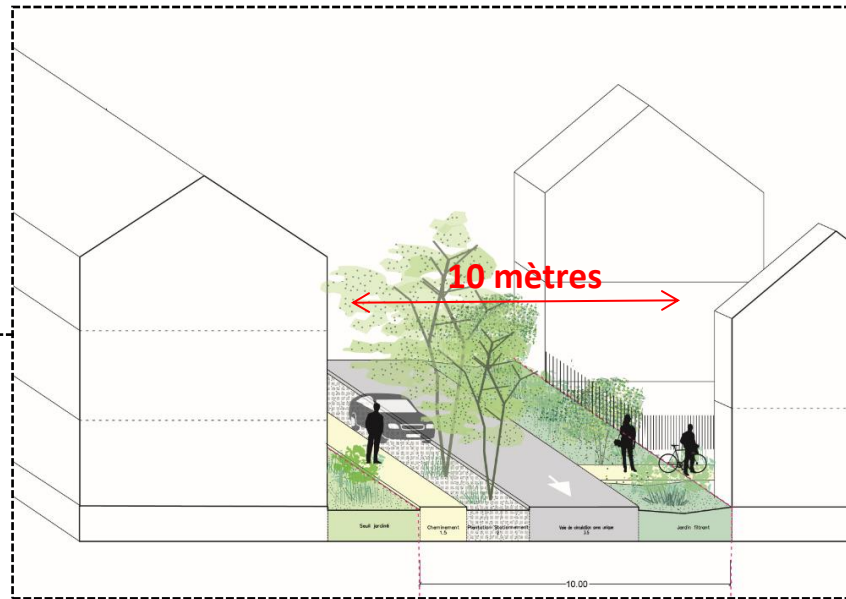 10 mètres
Seuil jardiné
Cheminement
1.5
Plantation Stationnement
2
Voie de circulation sens unique
3.5
Jardin filtrant
10.00